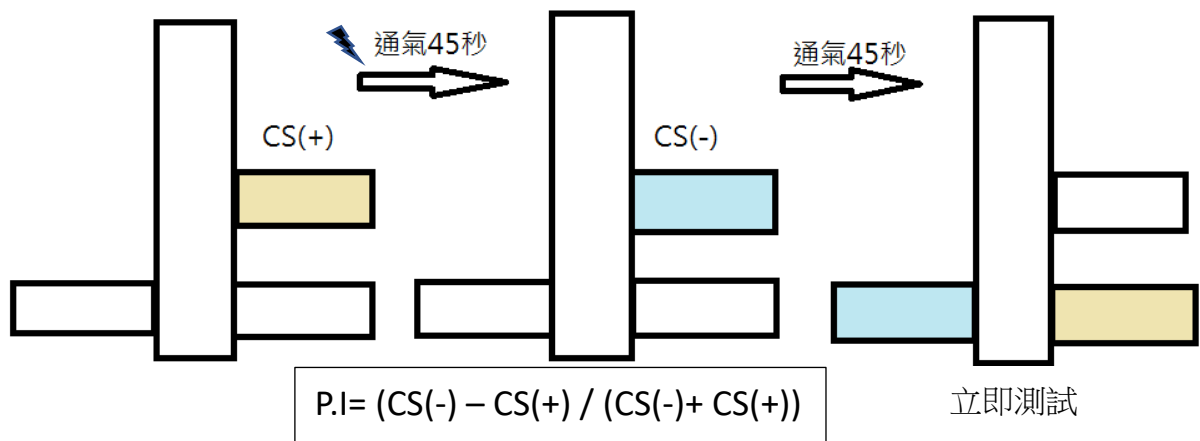 通氣45秒
通氣45秒
CS(+)
CS(-)
P.I= (CS(-) – CS(+) / (CS(-)+ CS(+))
立即測試